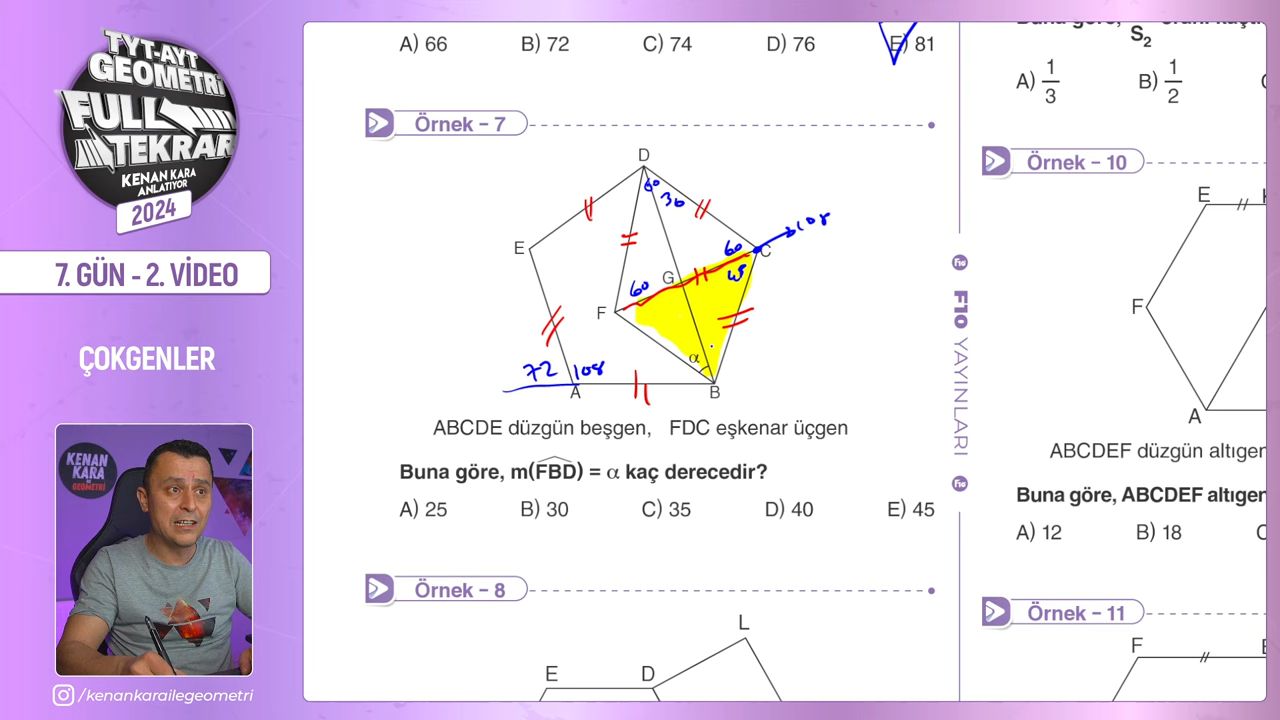 TYT-AYT
GEOMETRİ
FULL
TEKRAR
KENAN KARA
ANLATIYOR
2024
7. GÜN - 2. VİDEO
ÇOKGENLER
KENAN
KARA
GEOMETRİ
/kenankarailegeometri
A) 66 B) 72 C) 74 D) 76 E) 81
Örnek – 7
D
60
36
108
E
60
C
G
48
60
F
α
72 108
A
B
ABCDE düzgün beşgen, FDC eşkenar üçgen
Buna göre, m(FBD) = α kaç derecedir?
A) 25 B) 30 C) 35 D) 40 E) 45
Örnek – 8
L
E D
F10 YAYINLARI
F10
F10
S2
A) 1/3 B) 1/2
Örnek – 10
E
F
A
ABCDEF düzgün altıgen
Buna göre, ABCDEF altıgen
A) 12 B) 18
Örnek – 11
F